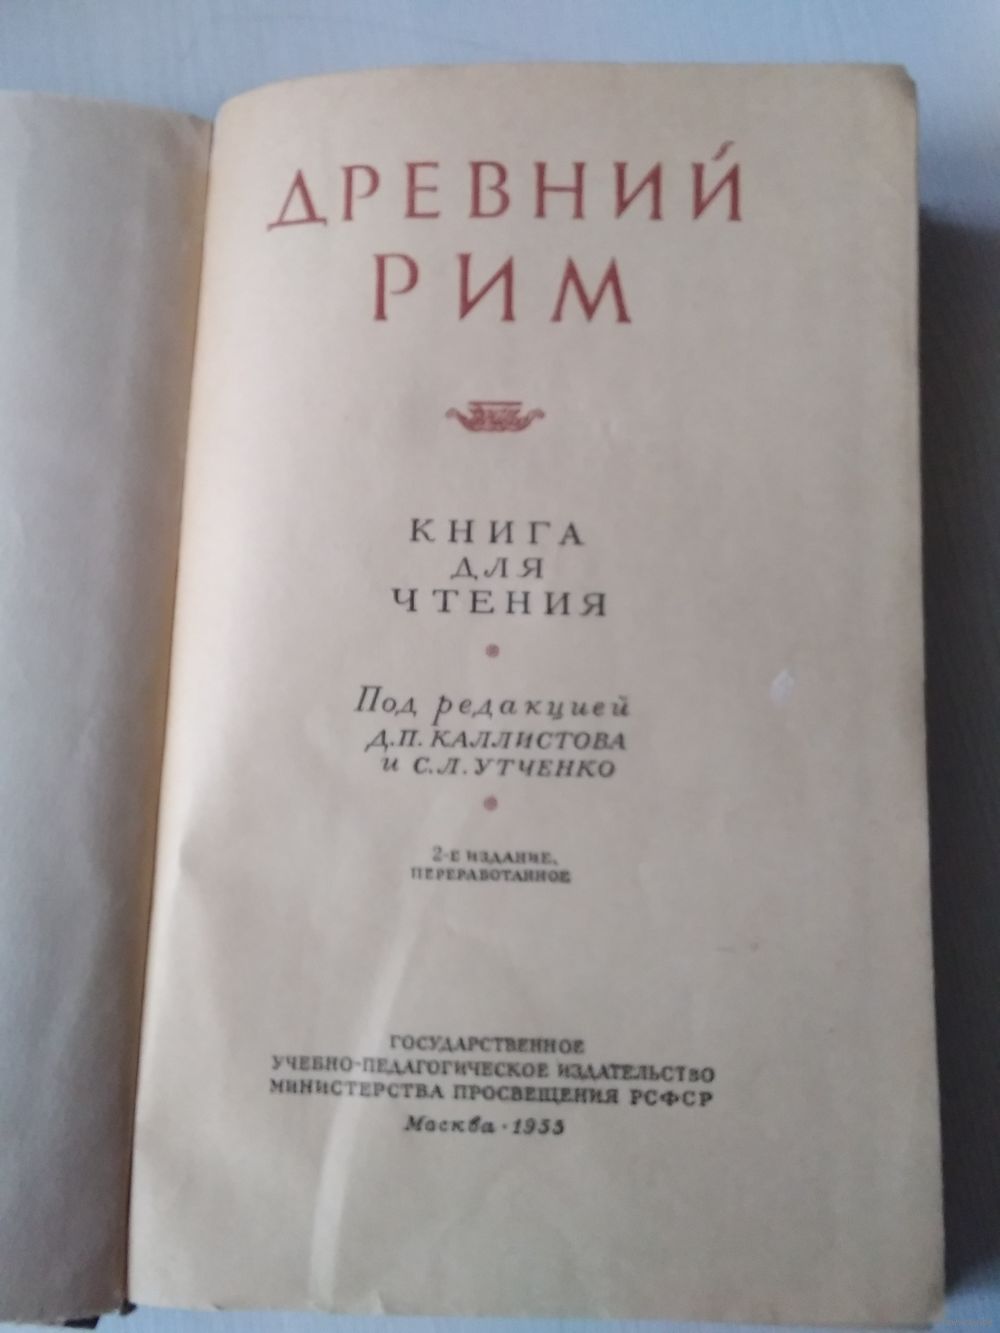 ДРЕВНИЙ
РИМ
КНИГА
ДЛЯ
ЧТЕНИЯ
Под редакцией
Д.П. КАЛЛИСТОВА
и С.Л. УТЧЕНКО
2-Е ИЗДАНИЕ,
ПЕРЕРАБОТАННОЕ
ГОСУДАРСТВЕННОЕ
УЧЕБНО-ПЕДАГОГИЧЕСКОЕ ИЗДАТЕЛЬСТВО
МИНИСТЕРСТВА ПРОСВЕЩЕНИЯ РСФСР
Москва · 1955